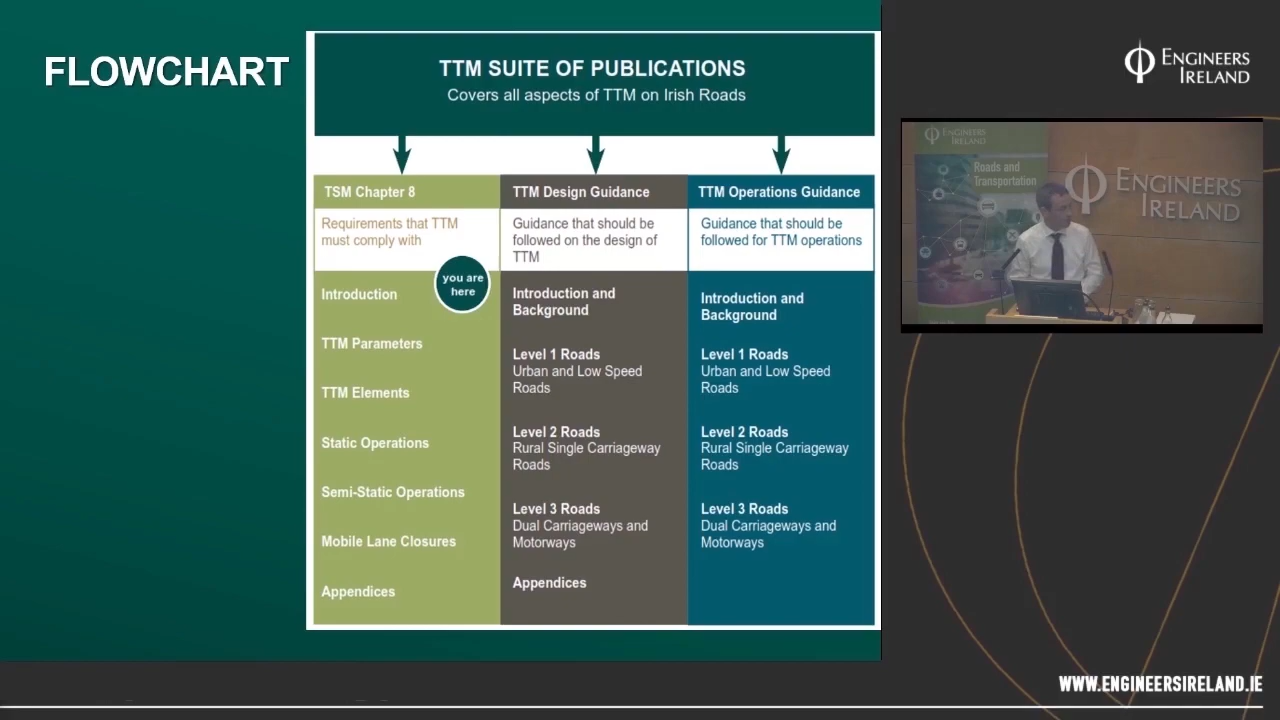 FLOWCHART
TTM SUITE OF PUBLICATIONS
Covers all aspects of TTM on Irish Roads
TSM Chapter 8
Requirements that TTM
must comply with
you are
here
Introduction
TTM Parameters
TTM Elements
Static Operations
Semi-Static Operations
Mobile Lane Closures
Appendices
TTM Design Guidance
Guidance that should be
followed on the design of
TTM
Introduction and
Background
Level 1 Roads
Urban and Low Speed
Roads
Level 2 Roads
Rural Single Carriageway
Roads
Level 3 Roads
Dual Carriageways and
Motorways
Appendices
TTM Operations Guidance
Guidance that should be
followed for TTM operations
Introduction and
Background
Level 1 Roads
Urban and Low Speed
Roads
Level 2 Roads
Rural Single Carriageway
Roads
Level 3 Roads
Dual Carriageways and
Motorways
ENGINEERS
IRELAND
ENGINEERS
IRELAND
Roads and
Transportation
ENGINEERS
IRELAND
WWW.ENGINEERSIRELAND.IE